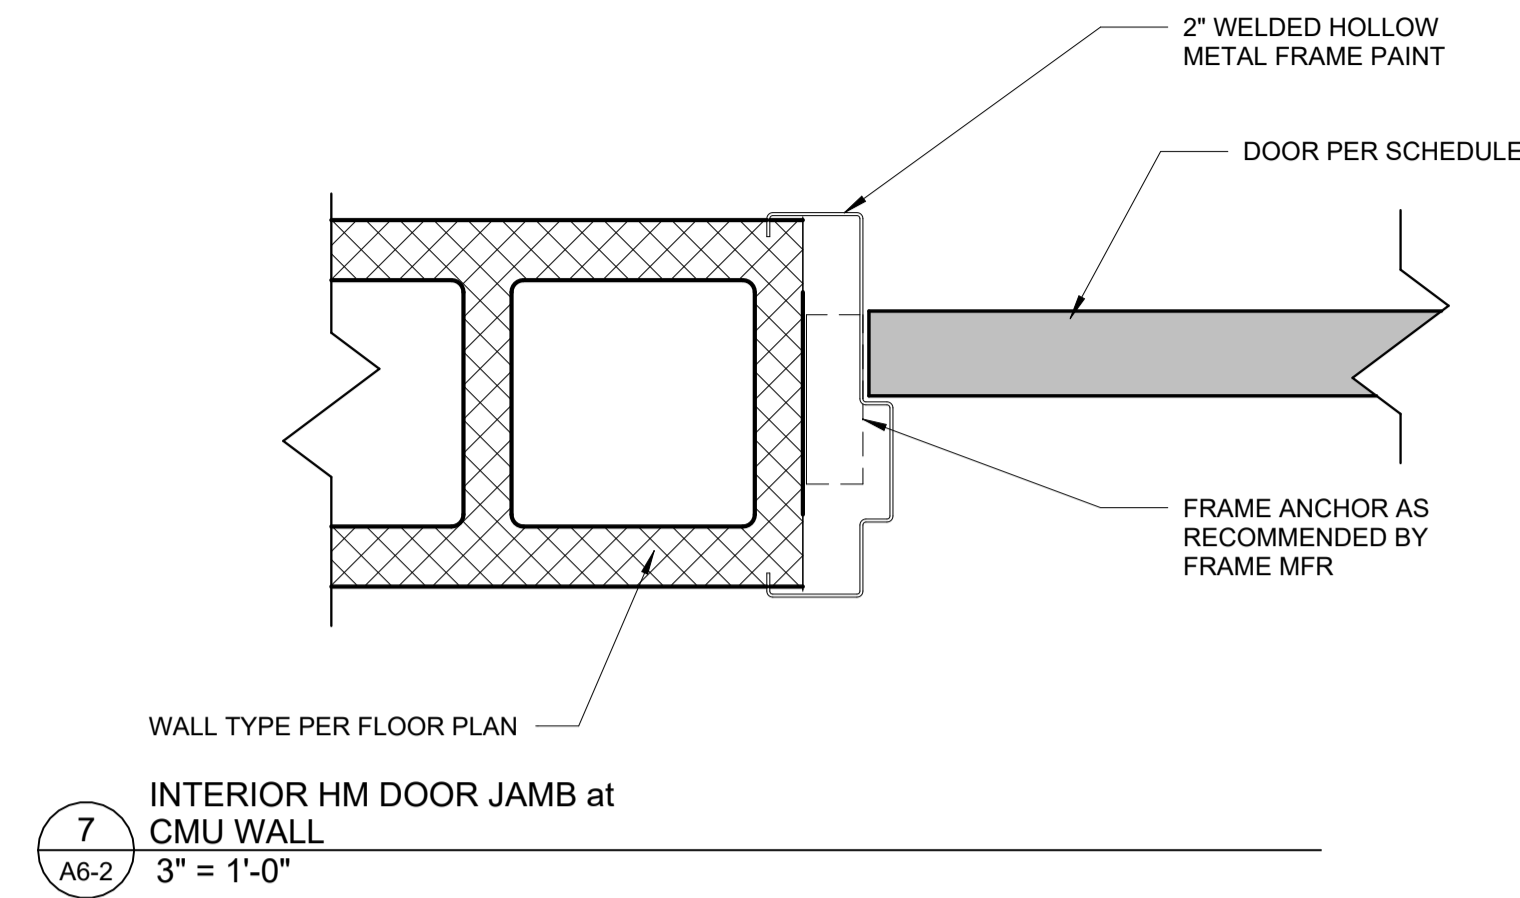 2" WELDED HOLLOW
METAL FRAME PAINT
DOOR PER SCHEDULE
FRAME ANCHOR AS
RECOMMENDED BY
FRAME MFR
WALL TYPE PER FLOOR PLAN
INTERIOR HM DOOR JAMB at
CMU WALL
7
A6-2
3" = 1'-0"